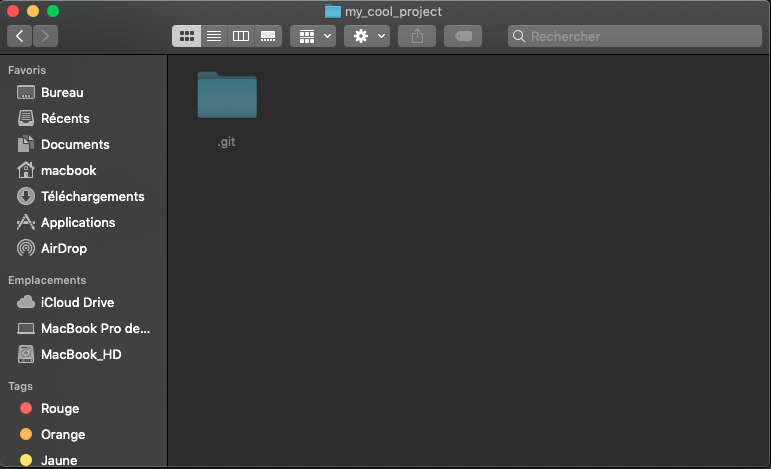 my_cool_project
Rechercher
Favoris
Bureau
Récents
Documents
macbook
Téléchargements
Applications
AirDrop
Emplacements
iCloud Drive
MacBook Pro de...
MacBook_HD
Tags
Rouge
Orange
Jaune
.git